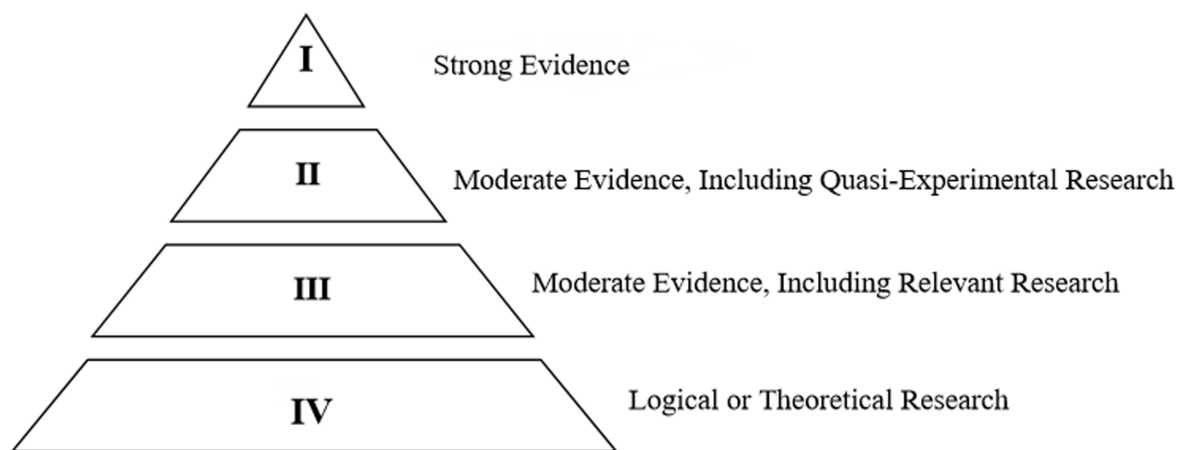 I
Strong Evidence
II
Moderate Evidence, Including Quasi-Experimental Research
III
Moderate Evidence, Including Relevant Research
IV
Logical or Theoretical Research